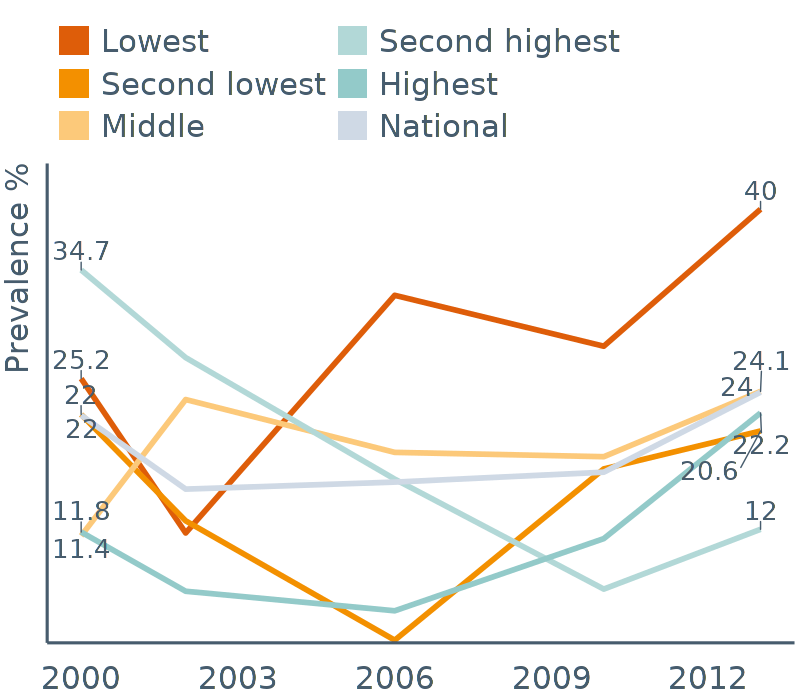 Lowest
Second highest
Second lowest
Highest
Middle
National
Prevalence %
40
34.7
25.2
24.1
24
22
22
22.2
20.6
11.8
12
11.4
2000
2003
2006
2009
2012